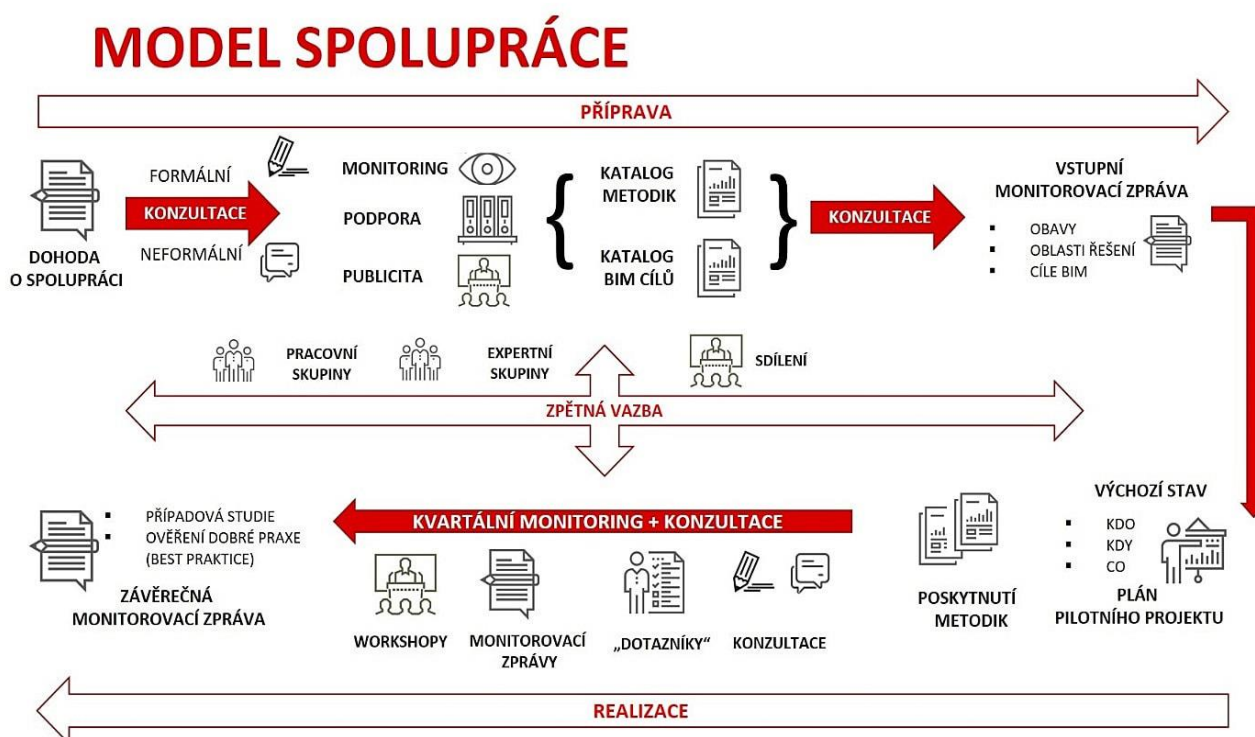 MODEL SPOLUPRÁCE
PŘÍPRAVA
DOHODA
O SPOLUPRÁCI
FORMÁLNÍ
KONZULTACE
NEFORMÁLNÍ
MONITORING
PODPORA
PUBLICITA
KATALOG
METODIK
KATALOG
BIM CÍLŮ
KONZULTACE
VSTUPNÍ
MONITOROVACÍ ZPRÁVA
▪ OBAVY
▪ OBLASTI ŘEŠENÍ
▪ CÍLE BIM
PRACOVNÍ
SKUPINY
EXPERTNÍ
SKUPINY
SDÍLENÍ
ZPĚTNÁ VAZBA
VÝCHOZÍ STAV
▪ KDO
▪ KDY
▪ CO
PLÁN
PILOTNÍHO PROJEKTU
POSKYTNUTÍ
METODIK
KVARTÁLNÍ MONITORING + KONZULTACE
WORKSHOPY
MONITOROVACÍ
ZPRÁVY
„DOTAZNÍKY“
KONZULTACE
▪ PŘÍPADOVÁ STUDIE
▪ OVĚŘENÍ DOBRÉ PRAXE
(BEST PRAKTICE)
ZÁVĚREČNÁ
MONITOROVACÍ ZPRÁVA
REALIZACE